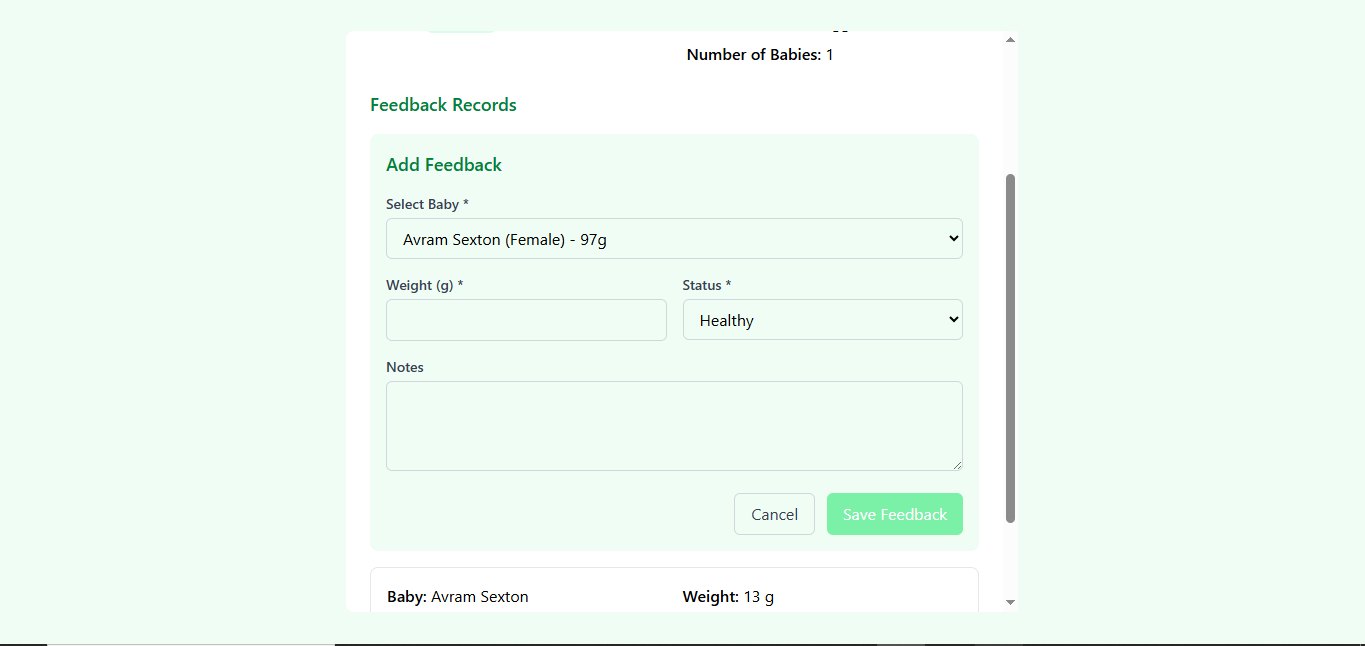 Number of Babies: 1
Feedback Records
Add Feedback
Select Baby *
Avram Sexton (Female) - 97g
Weight (g) * Status *
Healthy
Notes
Cancel Save Feedback
Baby: Avram Sexton Weight: 13 g